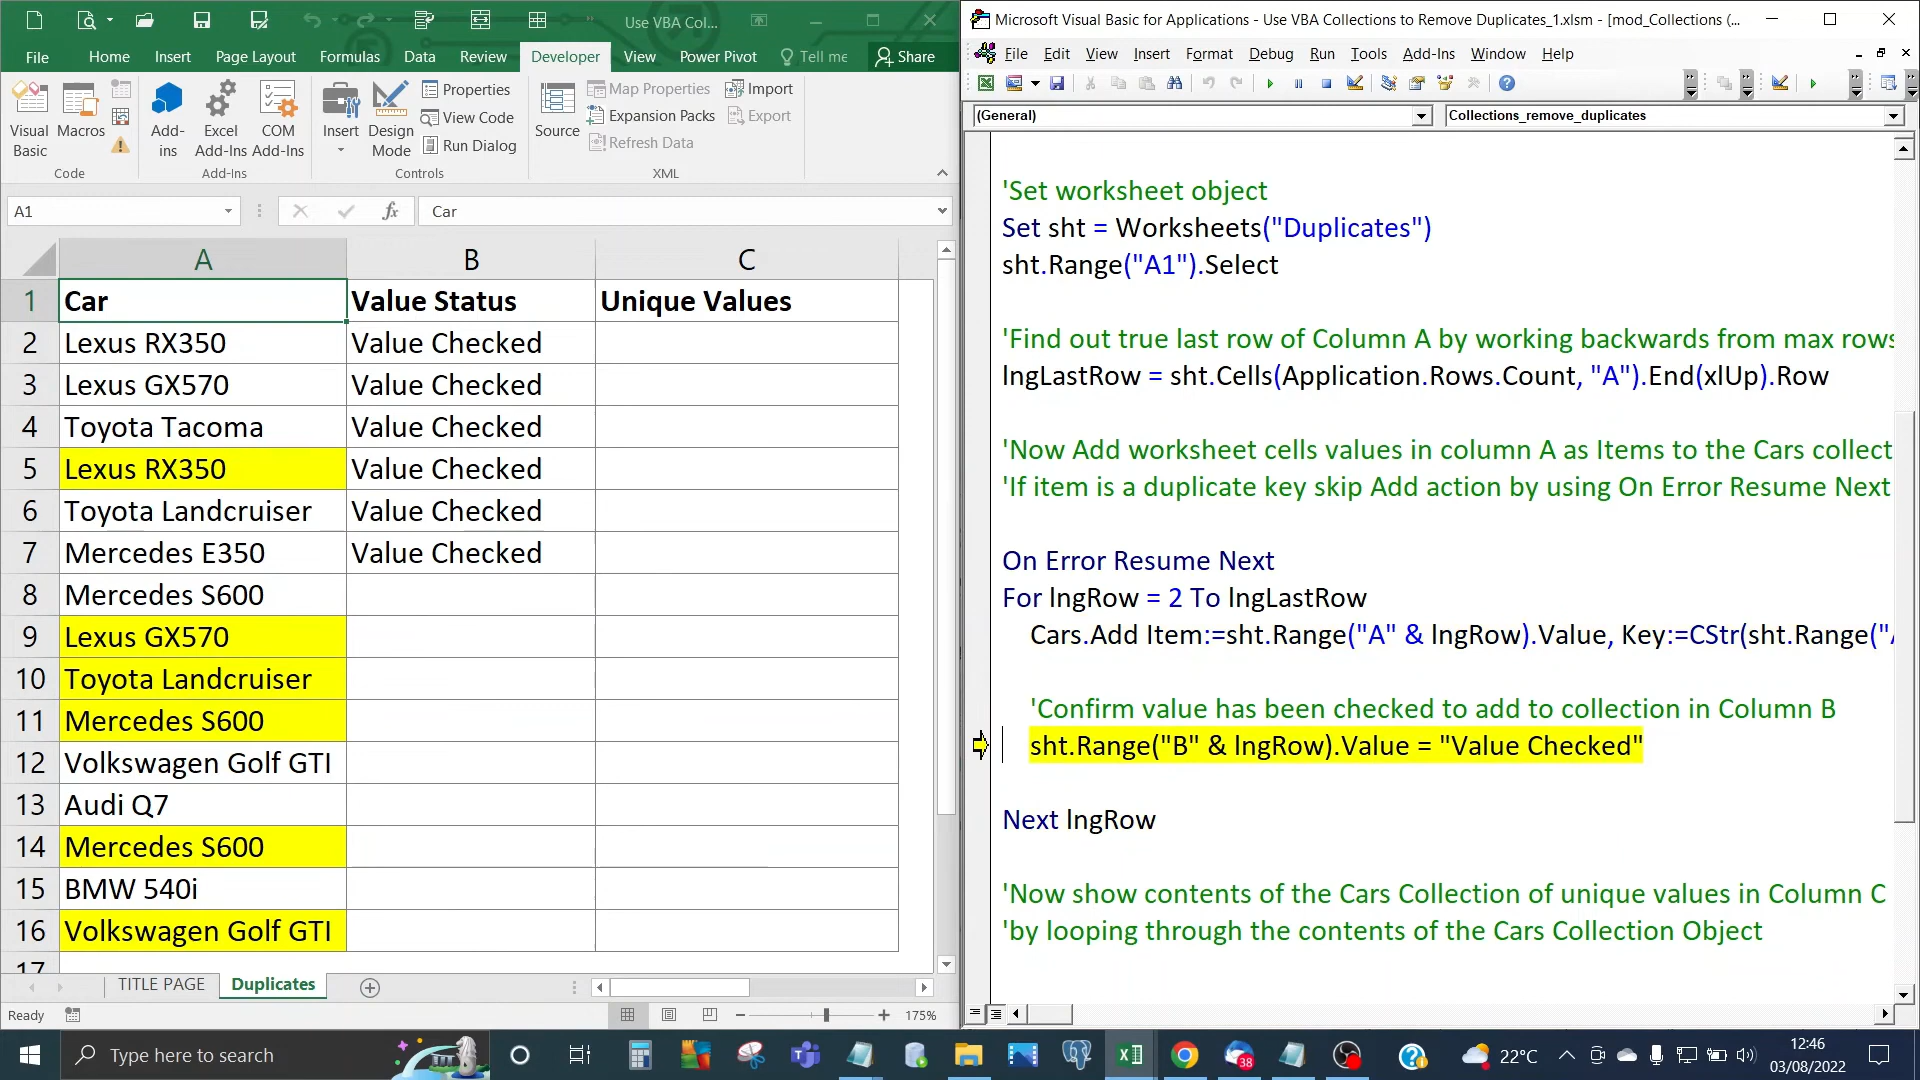 Use VBA Col...
File Home Insert Page Layout Formulas Data Review Developer View Power Pivot Tell me Share
Visual Basic
Macros
Code
Add-ins
Excel Add-Ins
COM Add-Ins
Add-Ins
Insert
Design Mode
Properties
View Code
Run Dialog
Controls
Source
Map Properties
Expansion Packs
Refresh Data
Import
Export
XML
A1 fx Car
A B C
1 Car Value Status Unique Values
2 Lexus RX350 Value Checked
3 Lexus GX570 Value Checked
4 Toyota Tacoma Value Checked
5 Lexus RX350 Value Checked
6 Toyota Landcruiser Value Checked
7 Mercedes E350 Value Checked
8 Mercedes S600
9 Lexus GX570
10 Toyota Landcruiser
11 Mercedes S600
12 Volkswagen Golf GTI
13 Audi Q7
14 Mercedes S600
15 BMW 540i
16 Volkswagen Golf GTI
17
TITLE PAGE Duplicates
Ready 175%
Microsoft Visual Basic for Applications - Use VBA Collections to Remove Duplicates_1.xlsm - [mod_Collections (...
File Edit View Insert Format Debug Run Tools Add-Ins Window Help
(General) Collections_remove_duplicates
'Set worksheet object
Set sht = Worksheets("Duplicates")
sht.Range("A1").Select
'Find out true last row of Column A by working backwards from max rows
lngLastRow = sht.Cells(Application.Rows.Count, "A").End(xlUp).Row
'Now Add worksheet cells values in column A as Items to the Cars collect
'If item is a duplicate key skip Add action by using On Error Resume Next
On Error Resume Next
For lngRow = 2 To lngLastRow
Cars.Add Item:=sht.Range("A" & lngRow).Value, Key:=CStr(sht.Range("A
'Confirm value has been checked to add to collection in Column B
sht.Range("B" & lngRow).Value = "Value Checked"
Next lngRow
'Now show contents of the Cars Collection of unique values in Column C
'by looping through the contents of the Cars Collection Object
Type here to search
38
22°C
12:46
03/08/2022